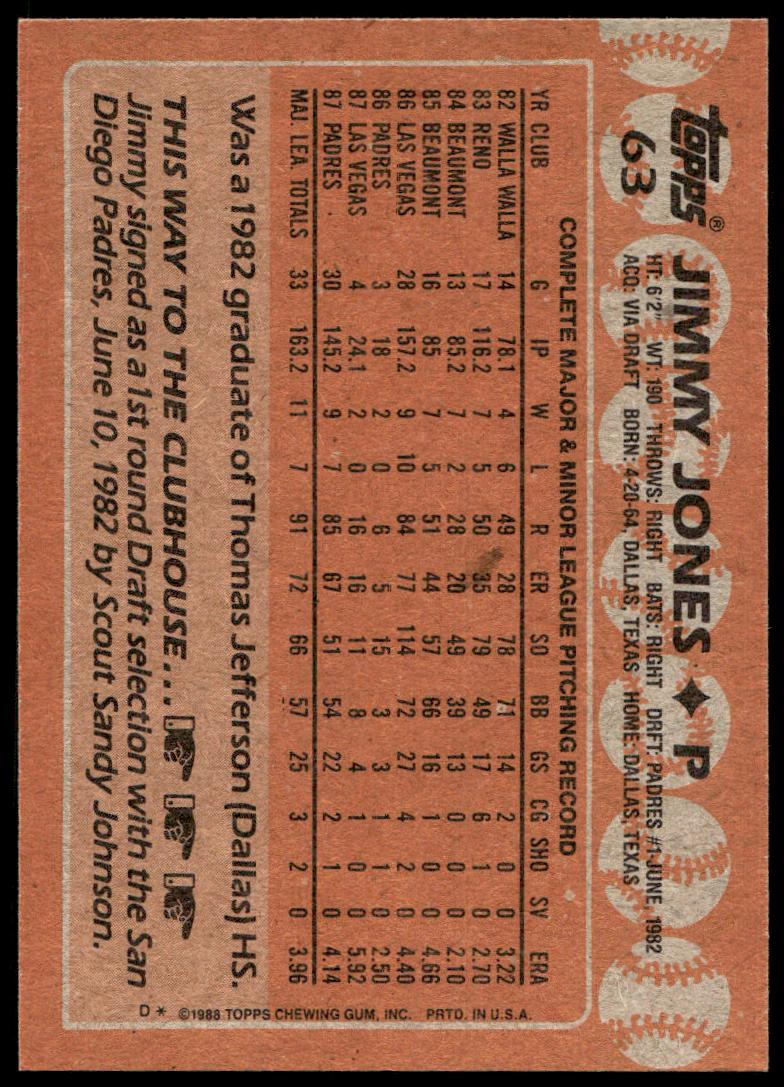 topps®
63
JIMMY JONES ♦ P
HT: 6'2" WT: 190 THROWS: RIGHT BATS: RIGHT DRFT: PADRES #1-JUNE, 1982
ACQ: VIA DRAFT BORN: 4-20-64, DALLAS, TEXAS HOME: DALLAS, TEXAS
COMPLETE MAJOR & MINOR LEAGUE PITCHING RECORD
YR CLUB G IP W L R ER SO BB GS CG SHO SV ERA
82 WALLA WALLA 14 78.1 4 6 49 28 78 71 14 2 0 0 3.22
83 RENO 17 116.2 7 5 50 35 79 49 17 6 1 0 2.70
84 BEAUMONT 13 85.2 7 2 28 20 49 39 13 0 0 0 2.10
85 BEAUMONT 16 85 7 5 51 44 57 66 16 1 0 0 4.66
86 LAS VEGAS 28 157.2 9 10 84 77 114 72 27 4 2 0 4.40
86 PADRES 3 18 2 0 6 5 15 3 3 1 1 0 2.50
87 LAS VEGAS 4 24.1 2 0 16 16 11 8 4 1 0 0 5.92
87 PADRES 30 145.2 9 7 85 67 51 54 22 2 1 0 4.14
MAJ. LEA. TOTALS 33 163.2 11 7 91 72 66 57 25 3 2 0 3.96
Was a 1982 graduate of Thomas Jefferson (Dallas) HS.
THIS WAY TO THE CLUBHOUSE...
Jimmy signed as a 1st round Draft selection with the San
Diego Padres, June 10, 1982 by Scout Sandy Johnson.
D* ©1988 TOPPS CHEWING GUM, INC. PRTD. IN U.S.A.